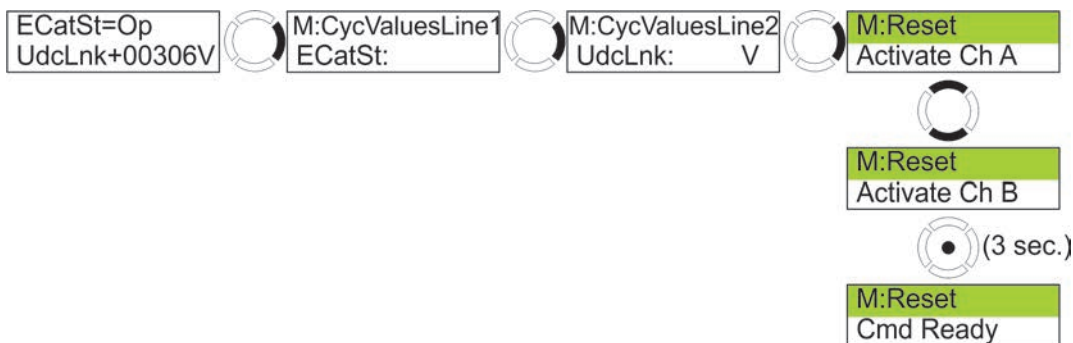 ECatSt=Op
UdcLnk+00306V
M:CycValuesLine1
ECatSt:
M:CycValuesLine2
UdcLnk: V
M:Reset
Activate Ch A
M:Reset
Activate Ch B
(3 sec.)
M:Reset
Cmd Ready